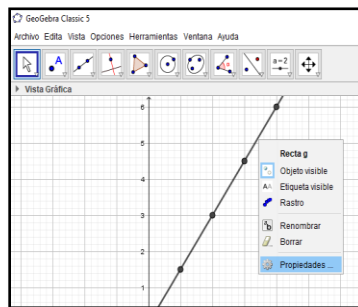 GeoGebra Classic 5
Archivo Edita Vista Opciones Herramientas Ventana Ayuda
A
α
a=2
Vista Gráfica
6
5
4
3
2
1
Recta g
Objeto visible
AA Etiqueta visible
Rastro
Renombrar
Borrar
Propiedades ...